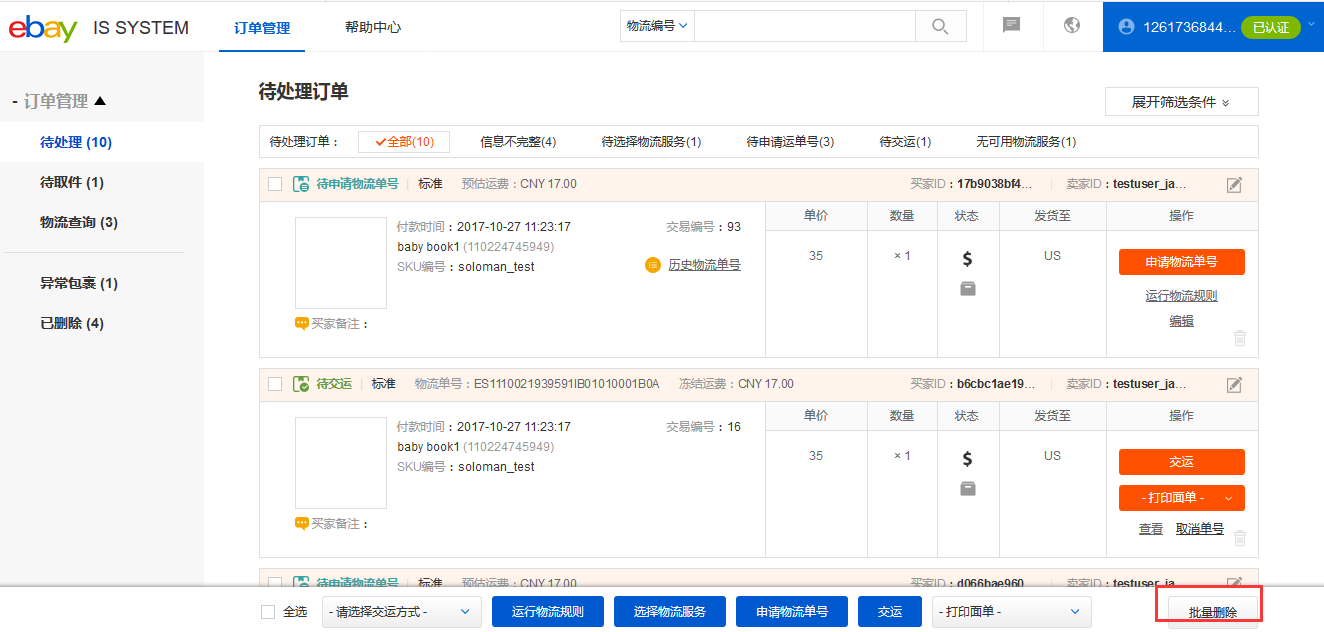 ebay IS SYSTEM 订单管理 帮助中心 物流编号 1261736844... 已认证
- 订单管理
待处理 (10)
待取件 (1)
物流查询 (3)
异常包裹 (1)
已删除 (4)
待处理订单
展开筛选条件
待处理订单： 全部(10) 信息不完整(4) 待选择物流服务(1) 待申请运单号(3) 待交运(1) 无可用物流服务(1)
待申请物流单号 标准 预估运费：CNY 17.00 买家ID：17b9038bf4... 卖家ID：testuser_ja...
单价 数量 状态 发货至 操作
付款时间：2017-10-27 11:23:17 交易编号：93
baby book1 (110224745949)
SKU编号：soloman_test 历史物流单号
买家备注：
35 × 1 $ US
申请物流单号
运行物流规则
编辑
待交运 标准 物流单号：ES1110021939591IB01010001B0A 冻结运费：CNY 17.00 买家ID：b6cbc1ae19... 卖家ID：testuser_ja...
单价 数量 状态 发货至 操作
付款时间：2017-10-27 11:23:17 交易编号：16
baby book1 (110224745949)
SKU编号：soloman_test
买家备注：
35 × 1 $ US
交运
- 打印面单 -
查看 取消单号
待申请物流单号 标准 预估运费：CNY 17.00 买家ID：d066bae960... 卖家ID：testuser_ja...
全选 - 请选择交运方式 - 运行物流规则 选择物流服务 申请物流单号 交运 - 打印面单 - 批量删除